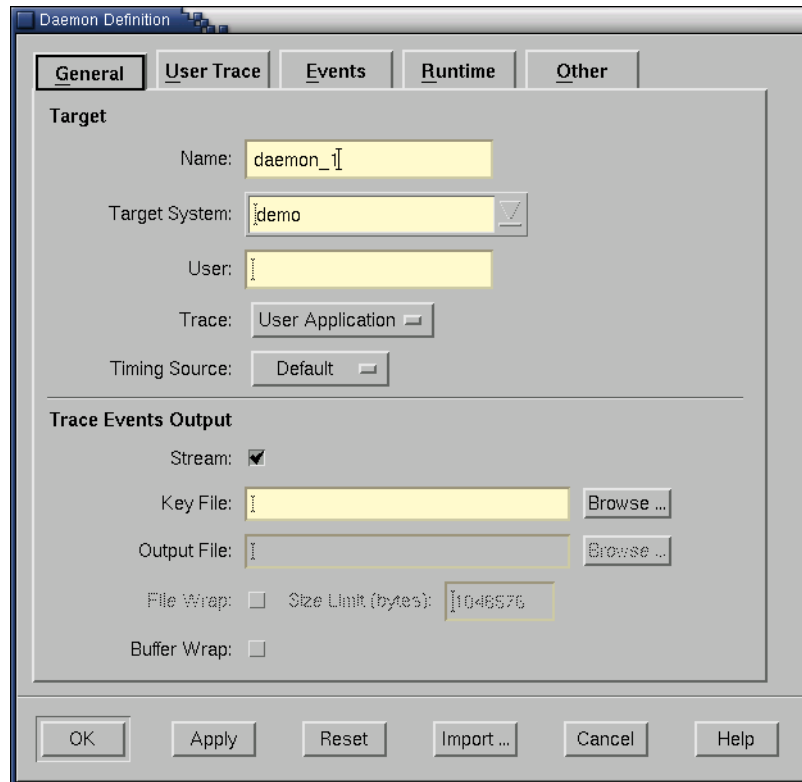 Daemon Definition
General User Trace Events Runtime Other
Target
Name: daemon_1
Target System: demo
User:
Trace: User Application
Timing Source: Default
Trace Events Output
Stream:
Key File: Browse ...
Output File: Browse ...
File Wrap: Size Limit (bytes): 1048576
Buffer Wrap:
OK Apply Reset Import ... Cancel Help